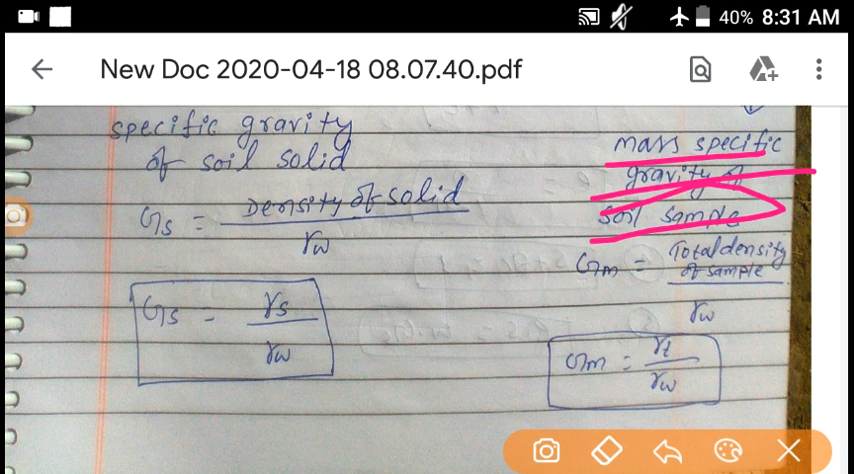 40% 8:31 AM
New Doc 2020-04-18 08.07.40.pdf
specific gravity
of soil solid
Gs = Density of solid
γw
Gs = γs
γw
mass specific
gravity of
soil sample
Gm = Total density
of sample
γw
Gm = γt
γw